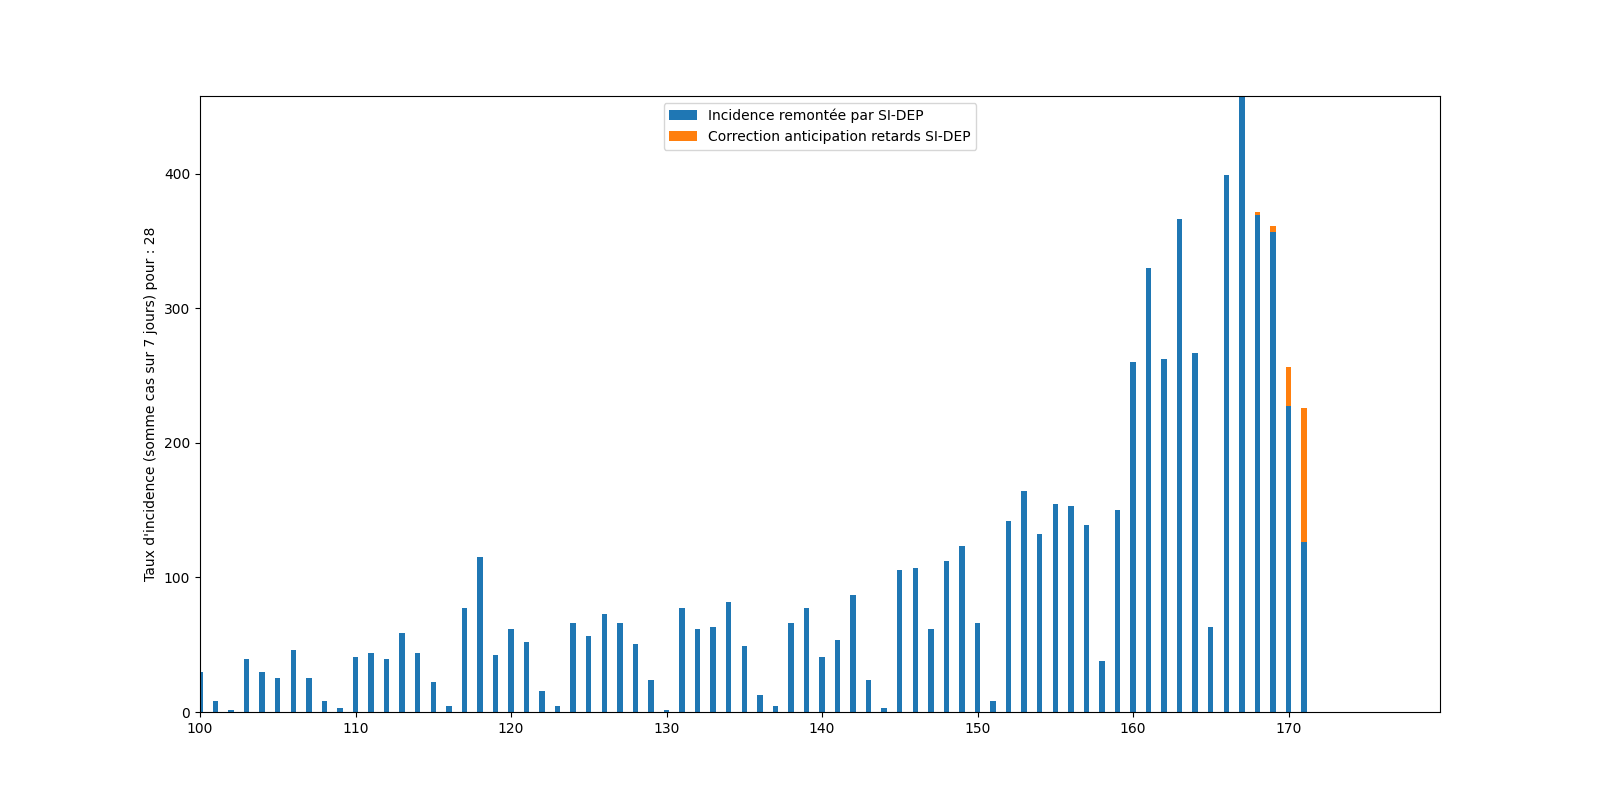 Incidence remontée par SI-DEP
Correction anticipation retards SI-DEP
Taux d'incidence (somme cas sur 7 jours) pour : 28
400
300
200
100
0
100 110 120 130 140 150 160 170